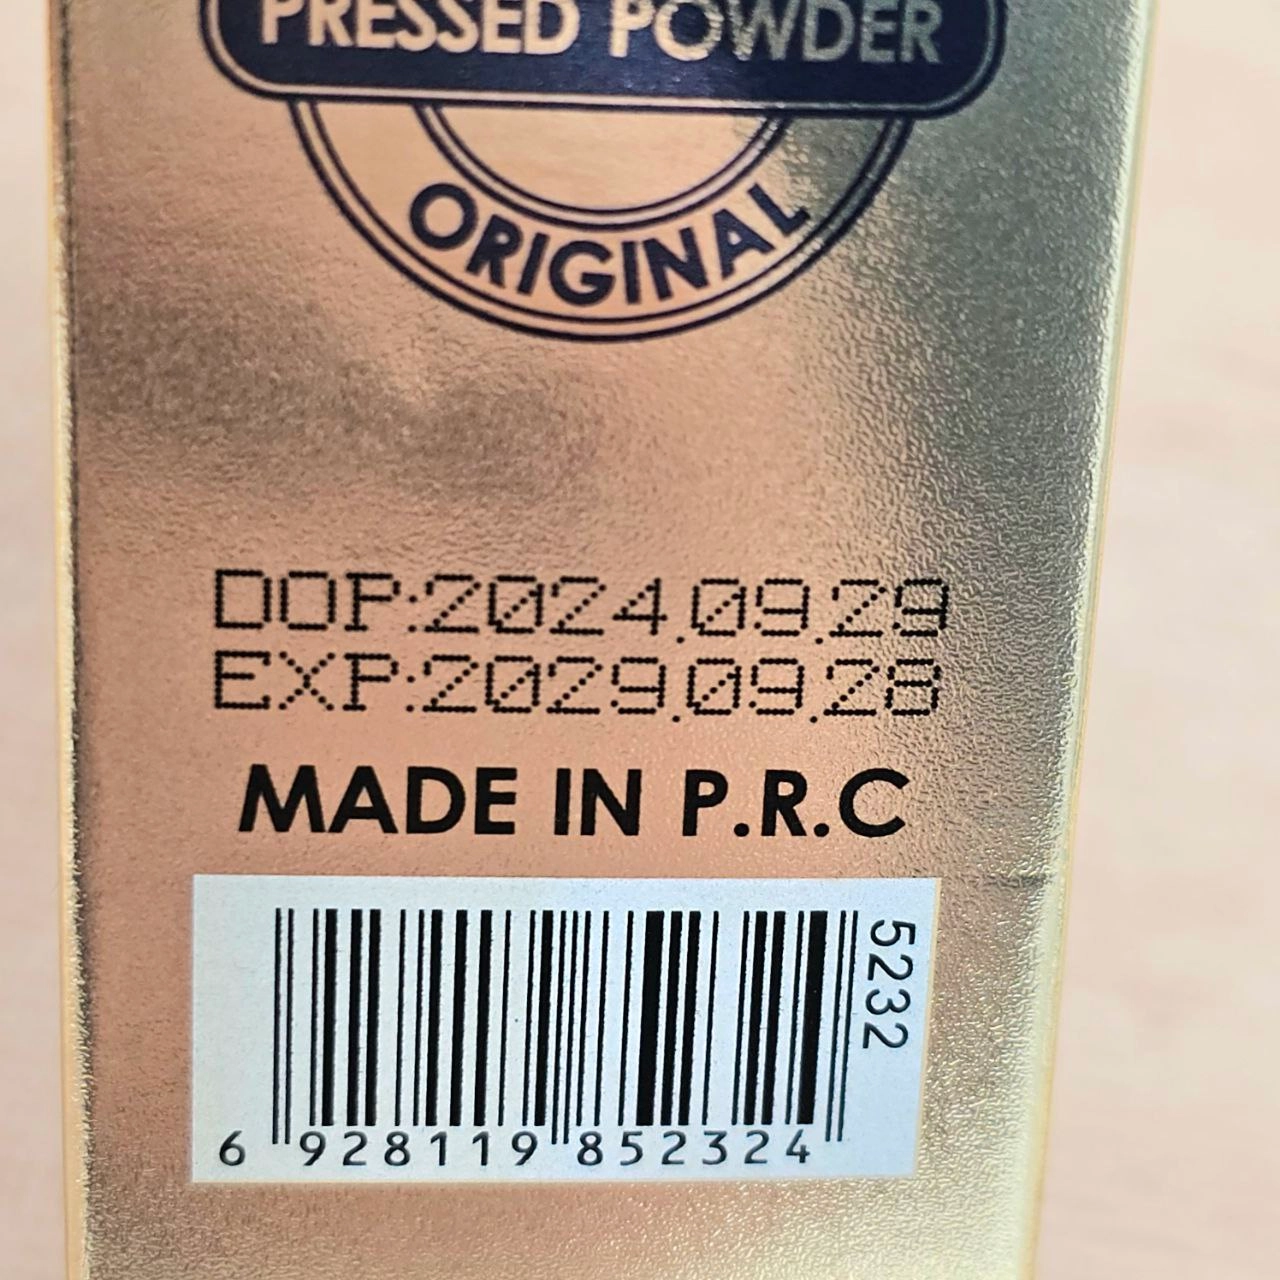 PRESSED POWDER
ORIGINAL
DOP:2024.09.29
EXP:2029.09.28
MADE IN P.R.C
5232
6 928119 852324